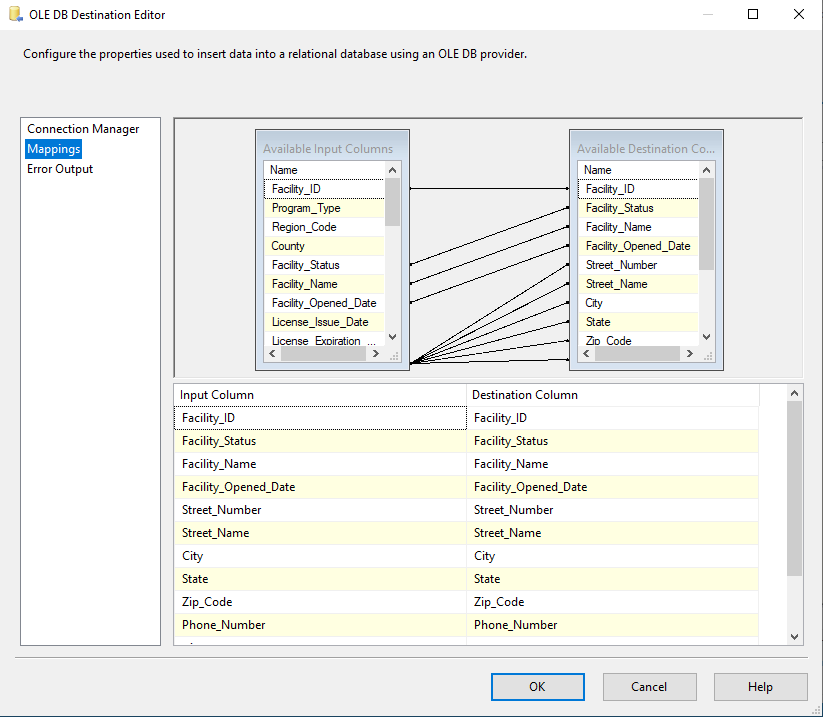 OLE DB Destination Editor
Configure the properties used to insert data into a relational database using an OLE DB provider.
Connection Manager
Mappings
Error Output
Available Input Columns
Name
Facility_ID
Program_Type
Region_Code
County
Facility_Status
Facility_Name
Facility_Opened_Date
License_Issue_Date
License_Expiration_...
Available Destination Co...
Name
Facility_ID
Facility_Status
Facility_Name
Facility_Opened_Date
Street_Number
Street_Name
City
State
Zip_Code
Input Column Destination Column
Facility_ID Facility_ID
Facility_Status Facility_Status
Facility_Name Facility_Name
Facility_Opened_Date Facility_Opened_Date
Street_Number Street_Number
Street_Name Street_Name
City City
State State
Zip_Code Zip_Code
Phone_Number Phone_Number
OK Cancel Help